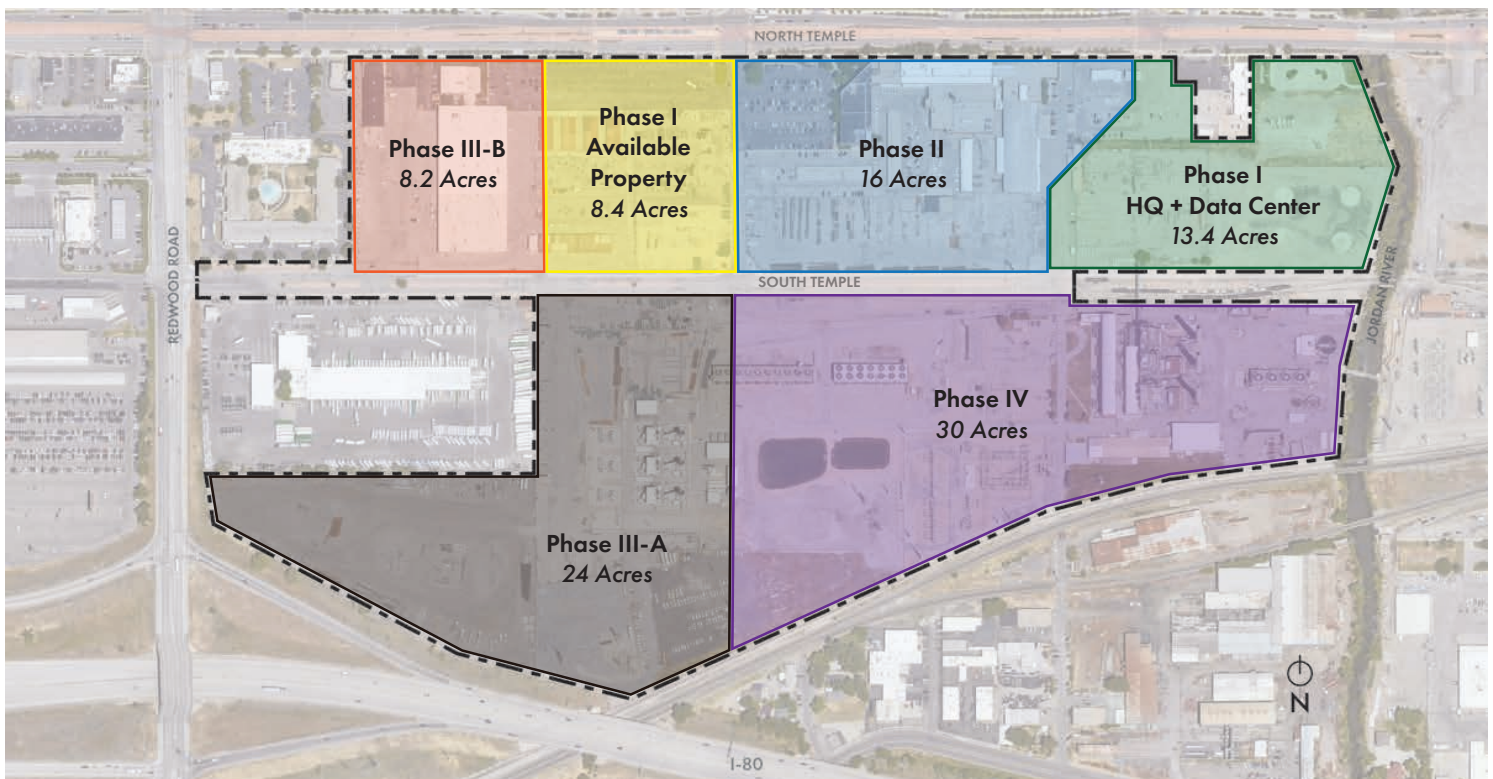 NORTH TEMPLE
Phase III-B
8.2 Acres
Phase I
Available
Property
8.4 Acres
Phase II
16 Acres
Phase I
HQ + Data Center
13.4 Acres
REDWOOD ROAD
SOUTH TEMPLE
JORDAN RIVER
Phase IV
30 Acres
Phase III-A
24 Acres
N
I-80